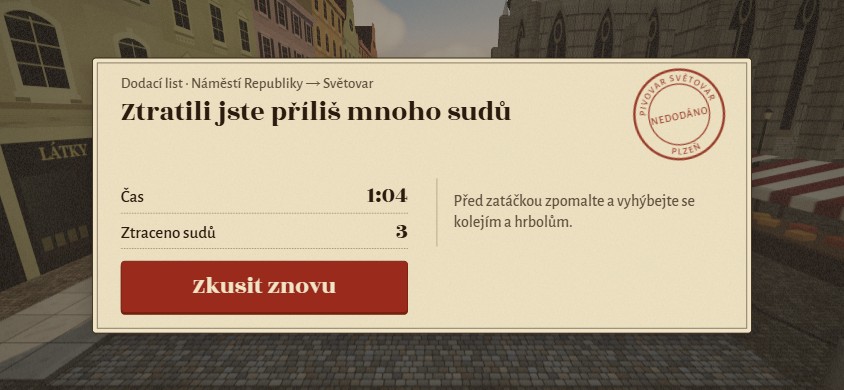 LÁTKY
Dodací list · Náměstí Republiky → Světovar
Ztratili jste příliš mnoho sudů
PIVOVAR SVĚTOVAR
NEDODÁNO
PLZEŇ
Čas 1:04
Ztraceno sudů 3
Před zatáčkou zpomalte a vyhýbejte se
kolejím a hrbolům.
Zkusit znovu